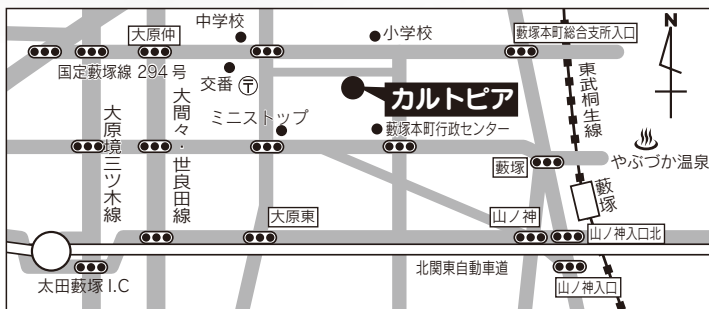 中学校
小学校
大原仲
藪塚本町総合支所入口
N
国定藪塚線 294号
交番
〒
カルトピア
東武桐生線
ミニストップ
藪塚本町行政センター
大原境三ツ木線
大間々・世良田線
藪塚
やぶづか温泉
藪塚
大原東
山ノ神
山ノ神入口北
北関東自動車道
太田藪塚 I.C
山ノ神入口